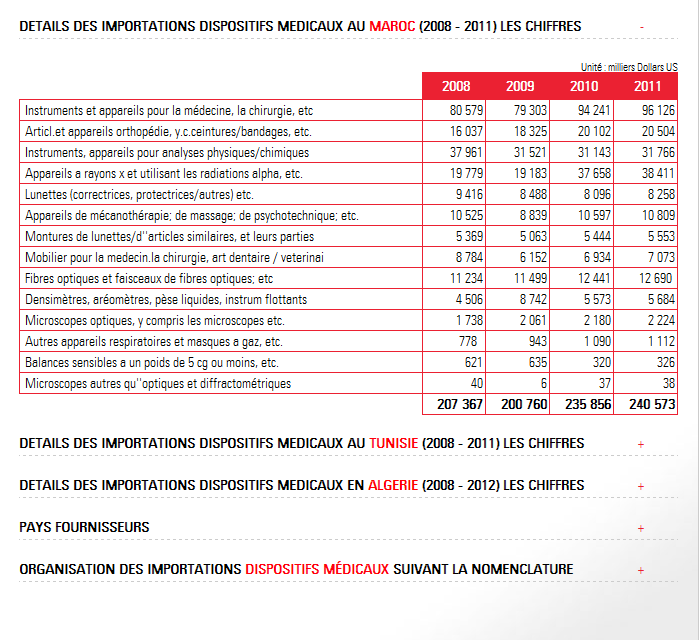 DETAILS DES IMPORTATIONS DISPOSITIFS MEDICAUX AU MAROC (2008 - 2011) LES CHIFFRES -
Unité : milliers Dollars US
2008 2009 2010 2011
Instruments et appareils pour la médecine, la chirurgie, etc 80 579 79 303 94 241 96 126
Articl.et appareils orthopédie, y.c.ceintures/bandages, etc. 16 037 18 325 20 102 20 504
Instruments, appareils pour analyses physiques/chimiques 37 961 31 521 31 143 31 766
Appareils a rayons x et utilisant les radiations alpha, etc. 19 779 19 183 37 658 38 411
Lunettes (correctrices, protectrices/autres) etc. 9 416 8 488 8 096 8 258
Appareils de mécanothérapie; de massage; de psychotechnique; etc. 10 525 8 839 10 597 10 809
Montures de lunettes/d''articles similaires, et leurs parties 5 369 5 063 5 444 5 553
Mobilier pour la medecin.la chirurgie, art dentaire / veterinai 8 784 6 152 6 934 7 073
Fibres optiques et faisceaux de fibres optiques; etc 11 234 11 499 12 441 12 690
Densimètres, aréomètres, pèse liquides, instrum flottants 4 506 8 742 5 573 5 684
Microscopes optiques, y compris les microscopes etc. 1 738 2 061 2 180 2 224
Autres appareils respiratoires et masques a gaz, etc. 778 943 1 090 1 112
Balances sensibles a un poids de 5 cg ou moins, etc. 621 635 320 326
Microscopes autres qu''optiques et diffractométriques 40 6 37 38
207 367 200 760 235 856 240 573
DETAILS DES IMPORTATIONS DISPOSITIFS MEDICAUX AU TUNISIE (2008 - 2011) LES CHIFFRES +
DETAILS DES IMPORTATIONS DISPOSITIFS MEDICAUX EN ALGERIE (2008 - 2012) LES CHIFFRES +
PAYS FOURNISSEURS +
ORGANISATION DES IMPORTATIONS DISPOSITIFS MÉDICAUX SUIVANT LA NOMENCLATURE +